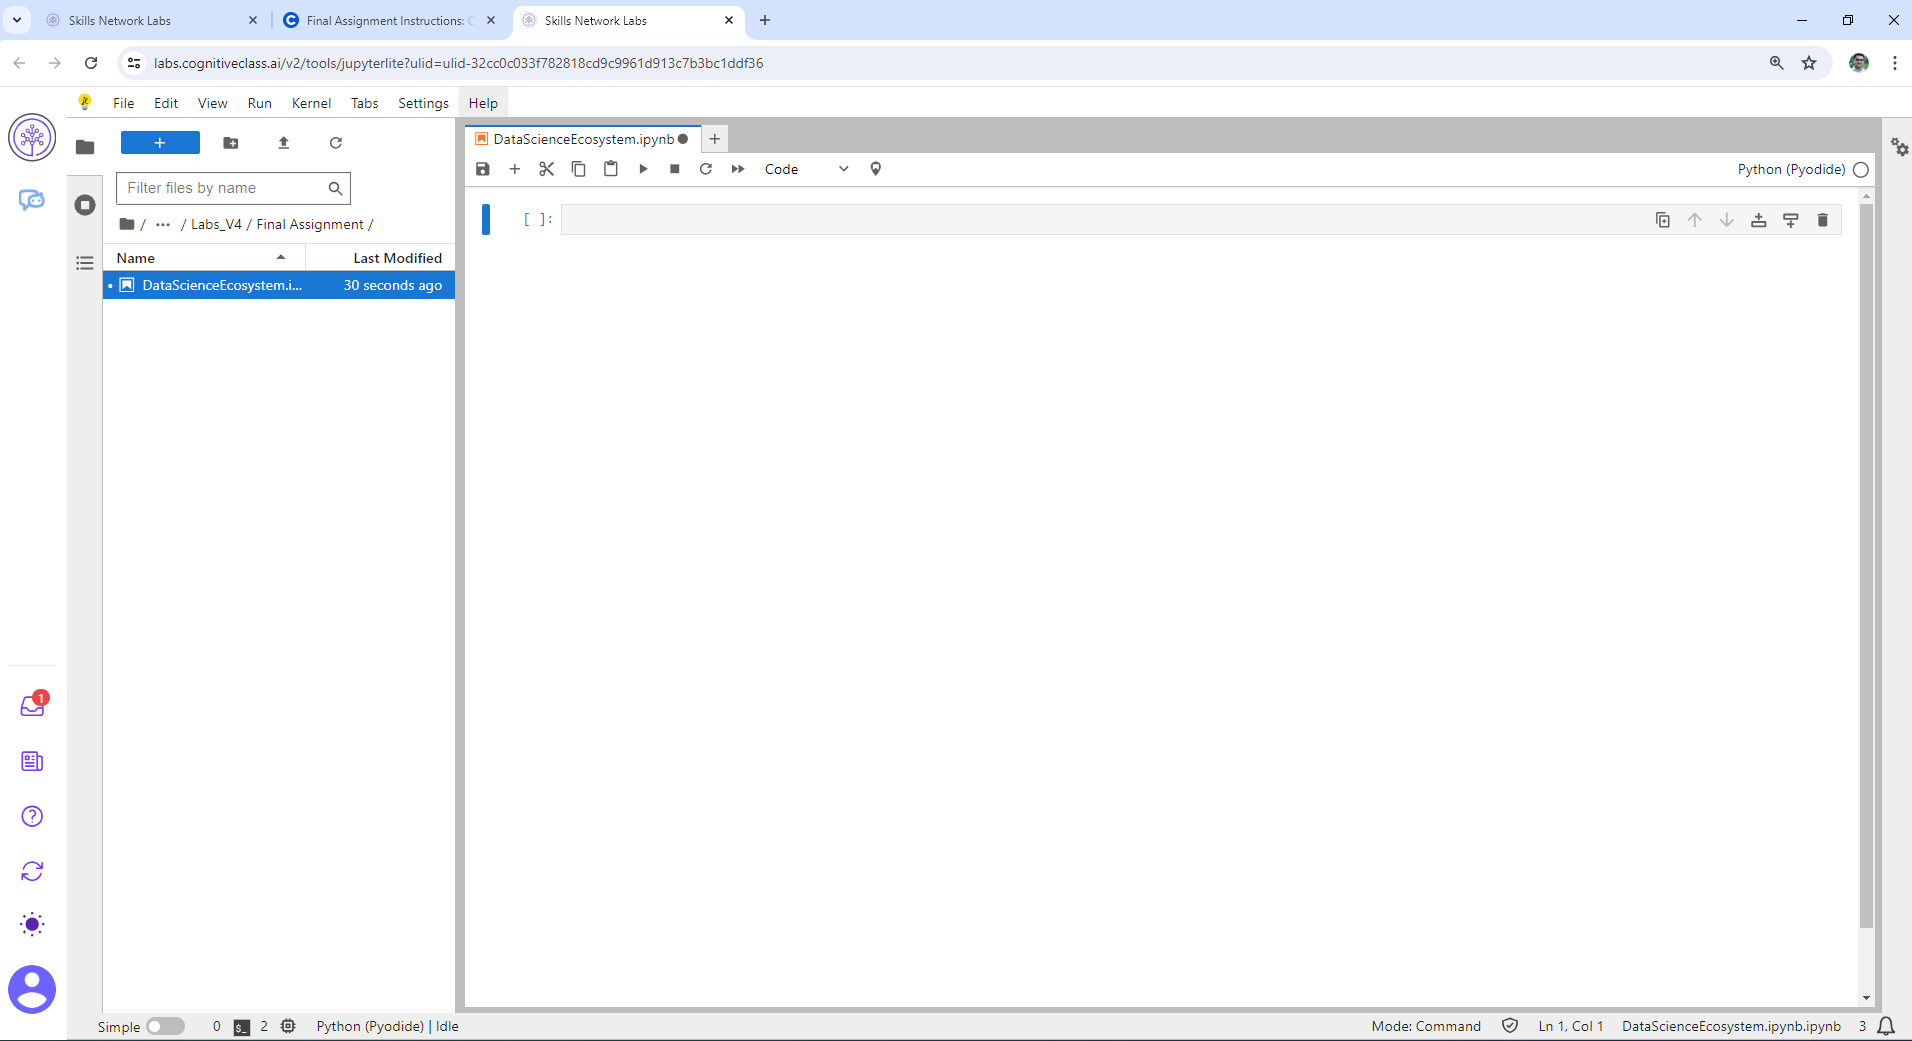 Skills Network Labs
Final Assignment Instructions: C
Skills Network Labs
labs.cognitiveclass.ai/v2/tools/jupyterlite?ulid=ulid-32cc0c033f782818cd9c9961d913c7b3bc1ddf36
File Edit View Run Kernel Tabs Settings Help
Filter files by name
/ ··· / Labs_V4 / Final Assignment /
Name Last Modified
DataScienceEcosystem.i... 30 seconds ago
DataScienceEcosystem.ipynb
Code
Python (Pyodide)
[ ]:
1
Simple 0 $_ 2 Python (Pyodide) | Idle
Mode: Command Ln 1, Col 1 DataScienceEcosystem.ipynb.ipynb 3